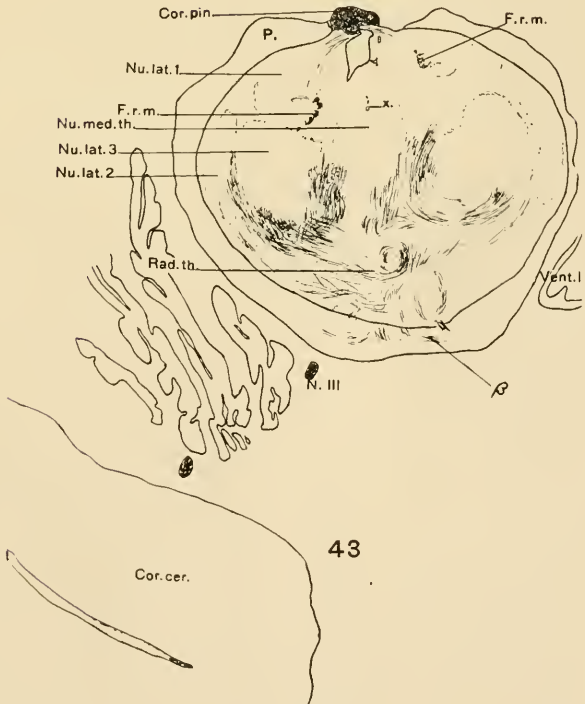 Cor.pin
F.r.m.
P.
Nu.lat.1
F.r.m.
x.
Nu.med.th.
Nu.lat.3
Nu.lat.2
Rad.th.
Vent.l
N. III
β
43
Cor.cer.